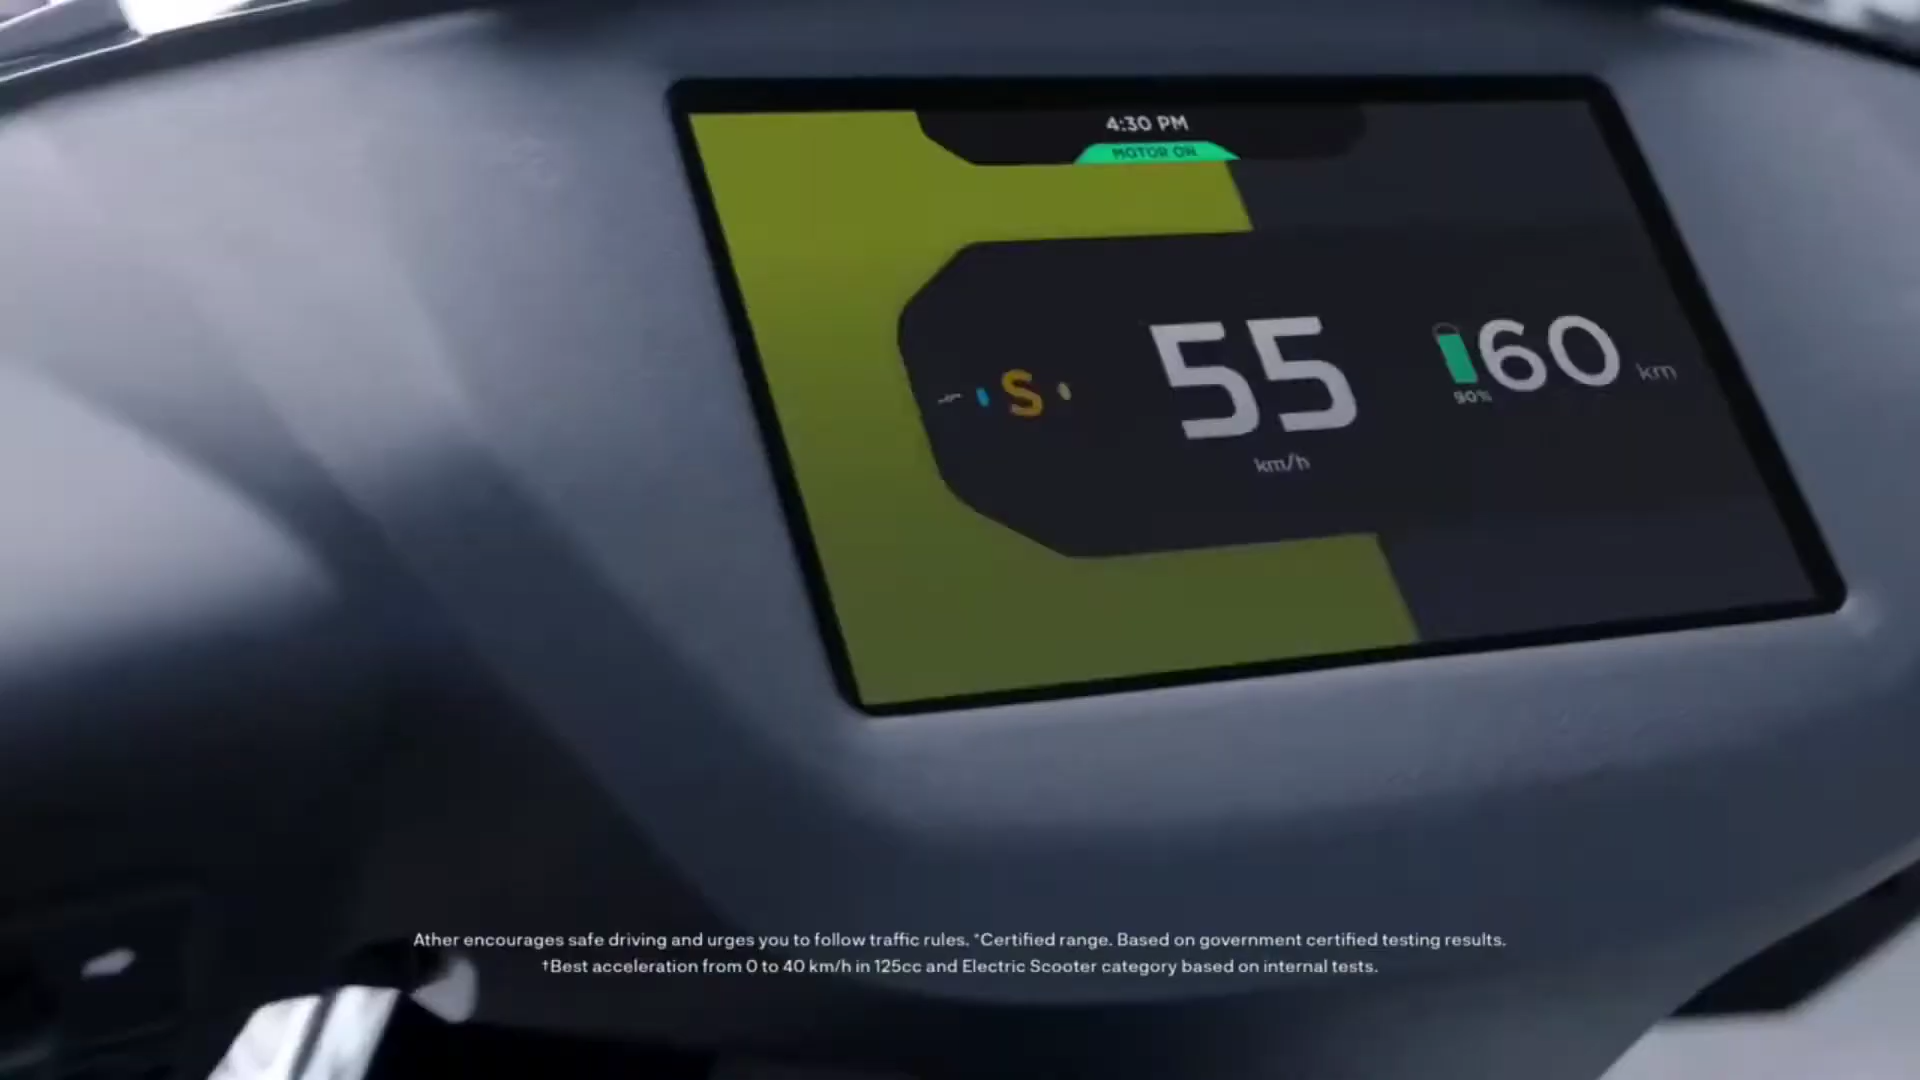 4:30 PM
MOTOR ON
S
55
km/h
60 km
90%
Ather encourages safe driving and urges you to follow traffic rules. *Certified range. Based on government certified testing results.
†Best acceleration from 0 to 40 km/h in 125cc and Electric Scooter category based on internal tests.